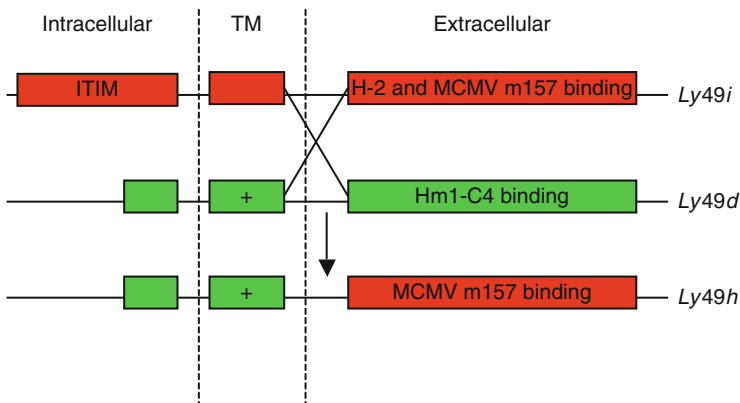 Intracellular TM Extracellular
ITIM H-2 and MCMV m157 binding Ly49i
+ Hm1-C4 binding Ly49d
+ MCMV m157 binding Ly49h